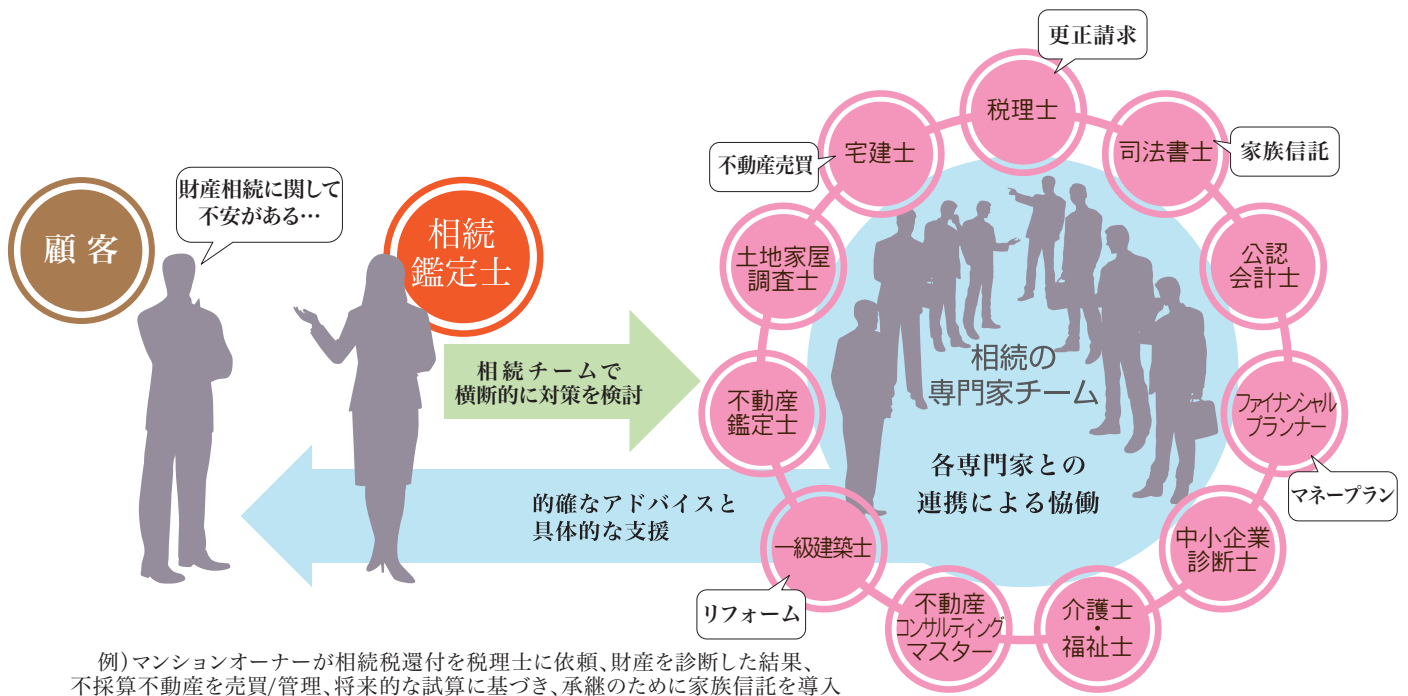 顧客
財産相続に関して
不安がある…
相続
鑑定士
相続チームで
横断的に対策を検討
的確なアドバイスと
具体的な支援
更正請求
税理士
宅建士
不動産売買
司法書士
家族信託
土地家屋
調査士
公認
会計士
不動産
鑑定士
ファイナンシャル
プランナー
マネープラン
一級建築士
リフォーム
中小企業
診断士
不動産
コンサルティング
マスター
介護士
・
福祉士
相続の
専門家チーム
各専門家との
連携による恊働
例)マンションオーナーが相続税還付を税理士に依頼、財産を診断した結果、
不採算不動産を売買/管理、将来的な試算に基づき、承継のために家族信託を導入